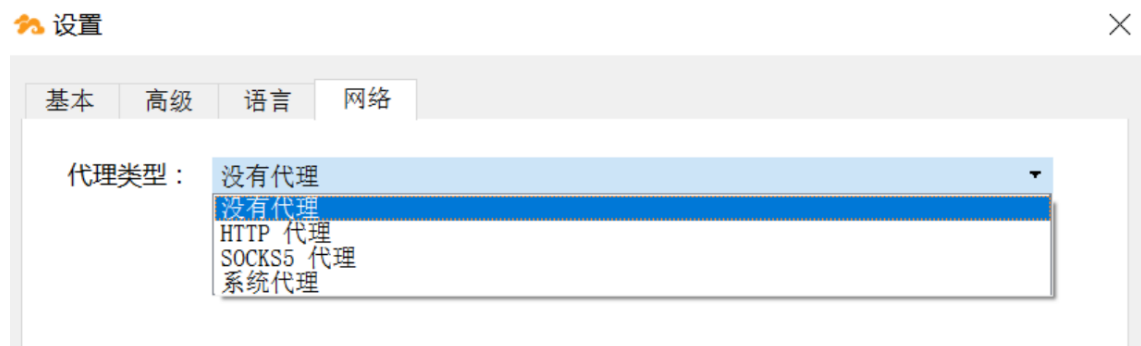 设置
基本 高级 语言 网络
代理类型： 没有代理
没有代理
HTTP 代理
SOCKS5 代理
系统代理